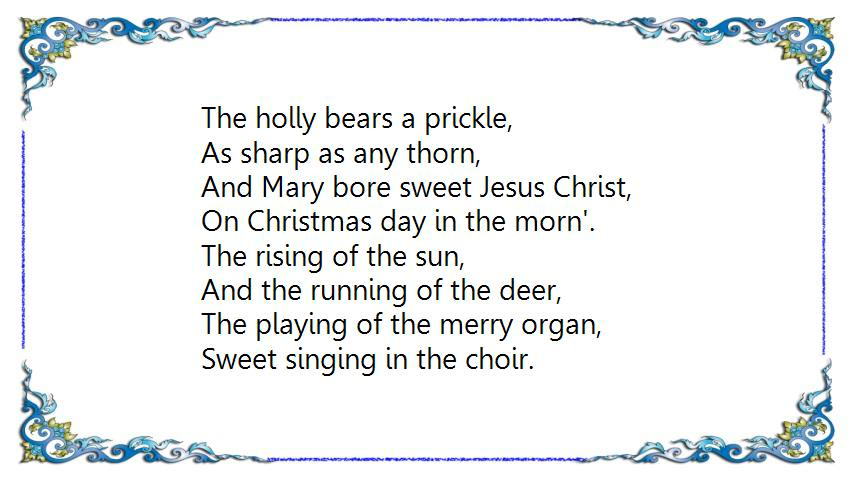 The holly bears a prickle,
As sharp as any thorn,
And Mary bore sweet Jesus Christ,
On Christmas day in the morn'.
The rising of the sun,
And the running of the deer,
The playing of the merry organ,
Sweet singing in the choir.